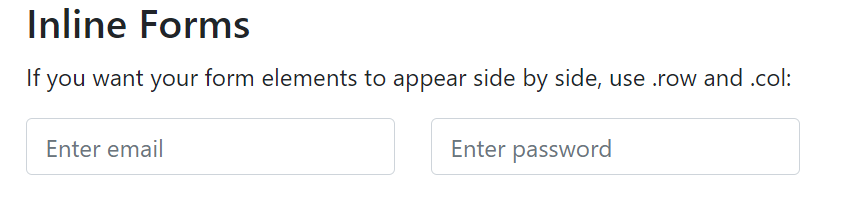 Inline Forms
If you want your form elements to appear side by side, use .row and .col:
Enter email Enter password